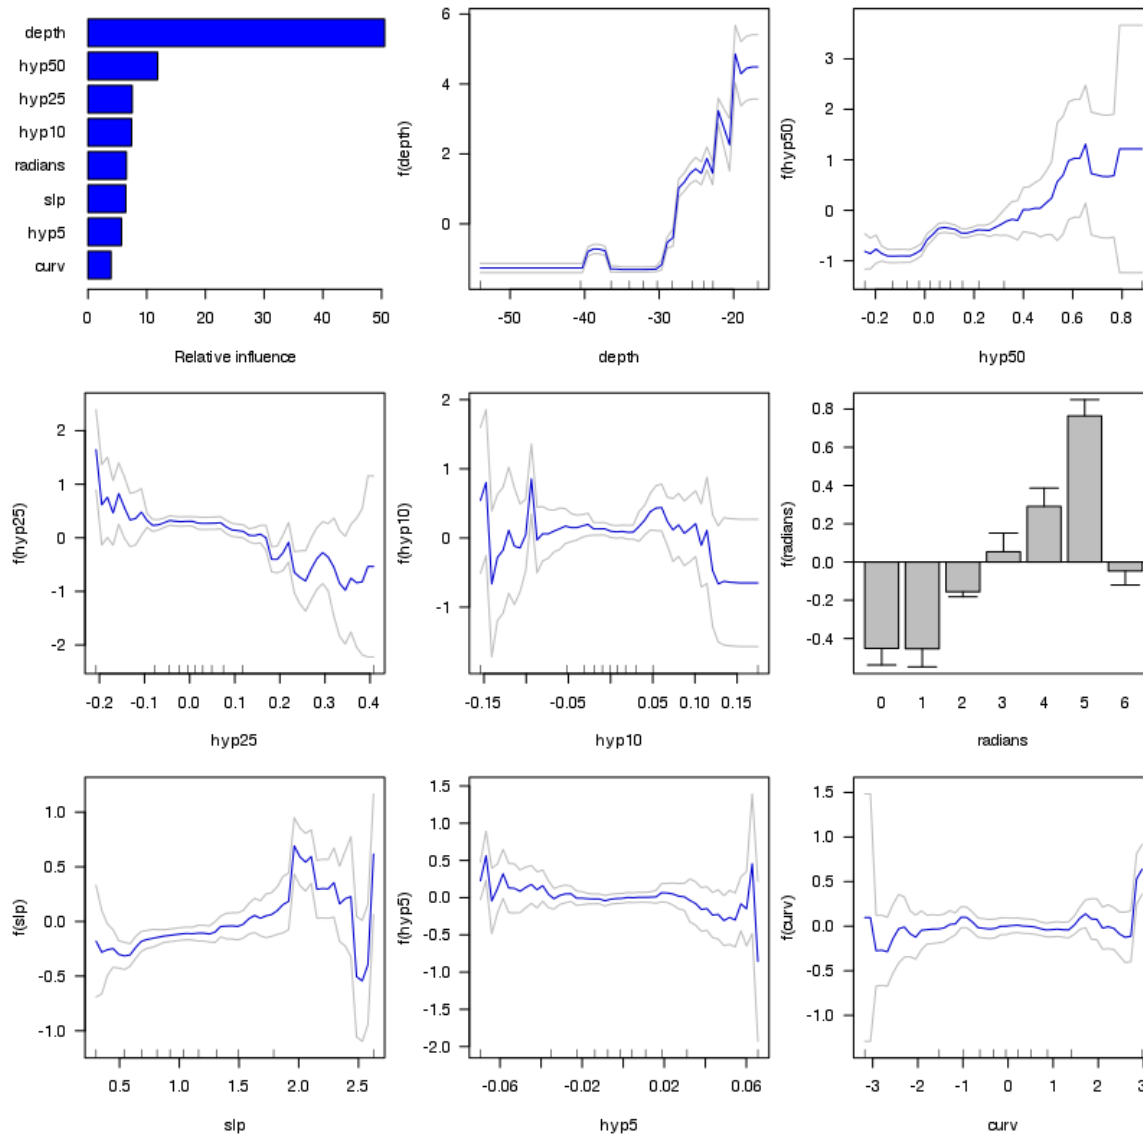 depth
hyp50
hyp25
hyp10
radians
slp
hyp5
curv
0 10 20 30 40 50
Relative influence
f(depth)
6
4
2
0
-50 -40 -30 -20
depth
f(hyp50)
3
2
1
0
-1
-0.2 0.0 0.2 0.4 0.6 0.8
hyp50
f(hyp25)
2
1
0
-1
-2
-0.2 -0.1 0.0 0.1 0.2 0.3 0.4
hyp25
f(hyp10)
2
1
0
-1
-0.15 -0.05 0.05 0.10 0.15
hyp10
f(radians)
0.8
0.6
0.4
0.2
0.0
-0.2
-0.4
0 1 2 3 4 5 6
radians
f(slp)
1.0
0.5
0.0
-0.5
-1.0
0.5 1.0 1.5 2.0 2.5
slp
f(hyp5)
1.5
1.0
0.5
0.0
-0.5
-1.0
-1.5
-2.0
-0.06 -0.02 0.02 0.06
hyp5
f(curv)
1.5
1.0
0.5
0.0
-0.5
-1.0
-3 -2 -1 0 1 2 3
curv